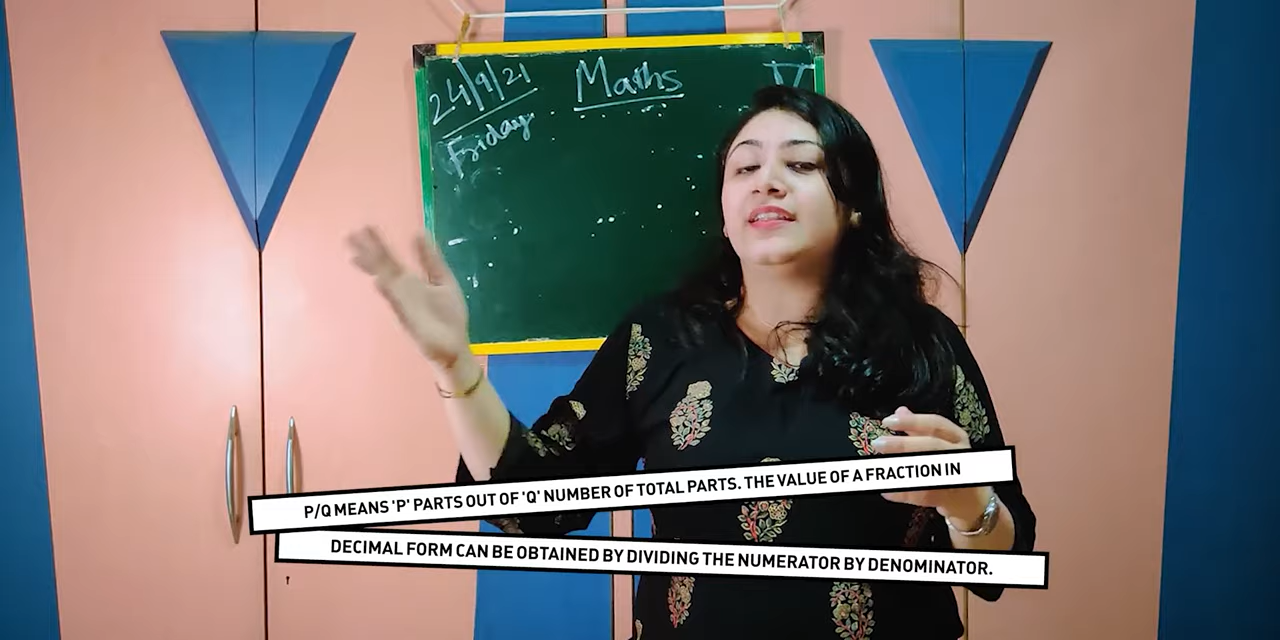 24/9/21
Maths
V
Friday
P/Q MEANS 'P' PARTS OUT OF 'Q' NUMBER OF TOTAL PARTS. THE VALUE OF A FRACTION IN
DECIMAL FORM CAN BE OBTAINED BY DIVIDING THE NUMERATOR BY DENOMINATOR.